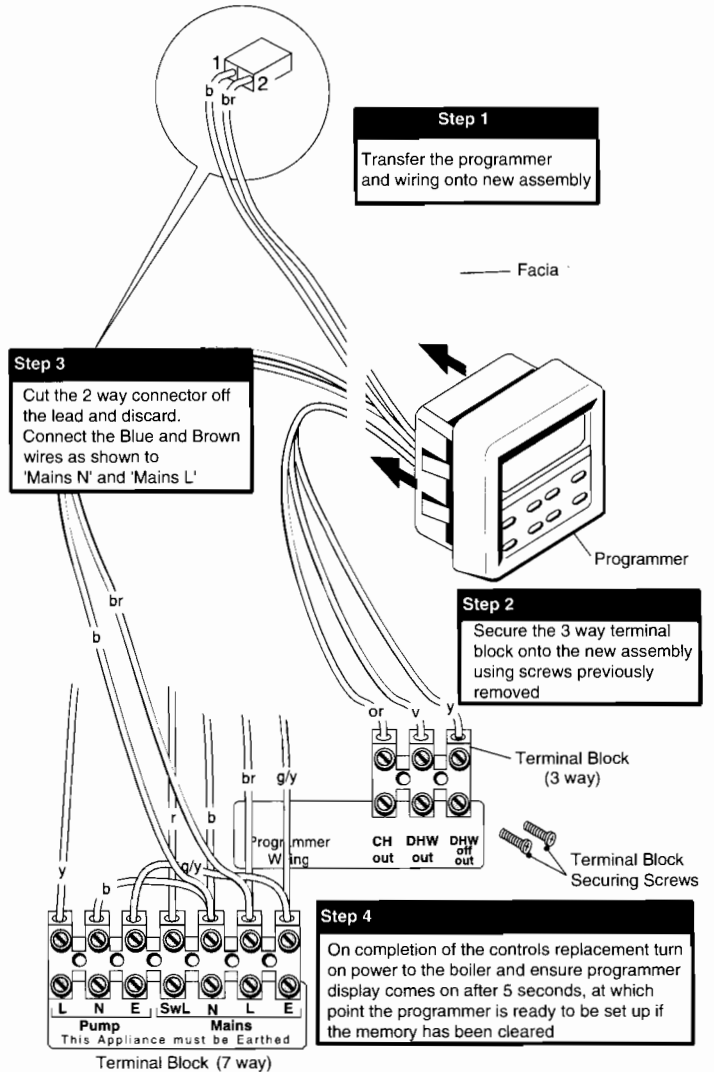 1
2
b
br
Step 1
Transfer the programmer
and wiring onto new assembly
Facia
Step 3
Cut the 2 way connector off
the lead and discard.
Connect the Blue and Brown
wires as shown to
'Mains N' and 'Mains L'
Programmer
Step 2
Secure the 3 way terminal
block onto the new assembly
using screws previously
removed
br
b
or
v
y
Terminal Block
(3 way)
br
g/y
r
b
Programmer
Wiring
CH
out
DHW
out
DHW
off
out
Terminal Block
Securing Screws
y
b
g/y
L N E SwL N L E
Pump Mains
This Appliance must be Earthed
Terminal Block (7 way)
Step 4
On completion of the controls replacement turn
on power to the boiler and ensure programmer
display comes on after 5 seconds, at which
point the programmer is ready to be set up if
the memory has been cleared